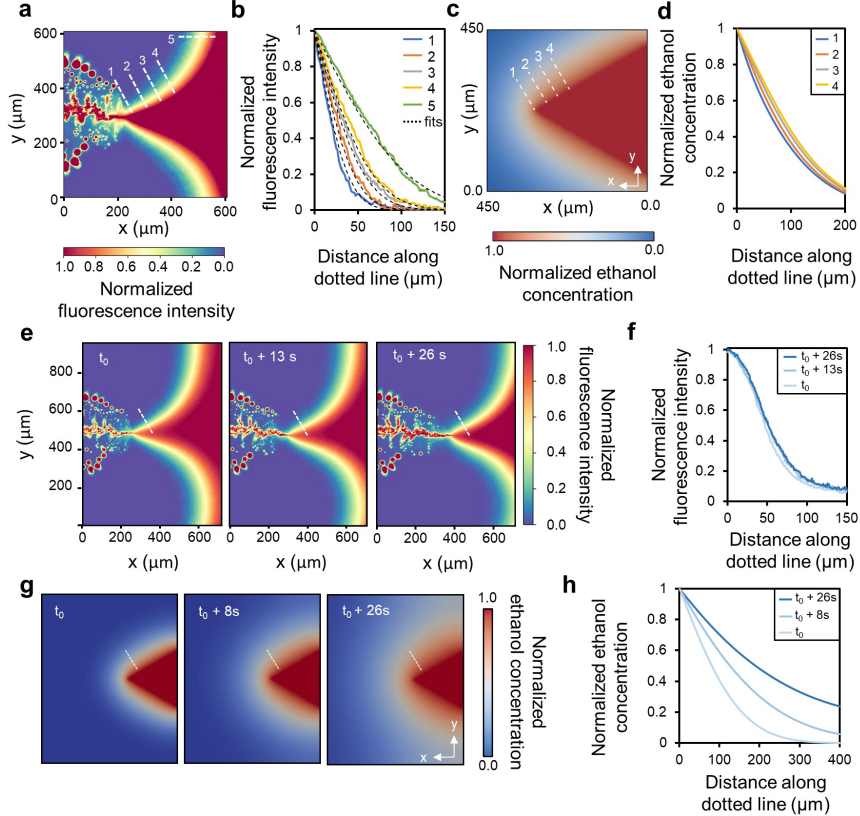 a
600
400
200
0
y (μm)
1
2
3
4
5
0
200
400
600
x (μm)
1.0
0.8
0.6
0.4
0.2
0.0
Normalized
fluorescence intensity
b
Normalized
fluorescence intensity
1
0.8
0.6
0.4
0.2
0
1
2
3
4
5
fits
0
50
100
150
Distance along
dotted line (μm)
c
450
0.0
y (μm)
1
2
3
4
y
x
450
0.0
x (μm)
1.0
0.0
Normalized ethanol
concentration
d
Normalized ethanol
concentration
1
0.8
0.6
0.4
0.2
0
1
2
3
4
0
100
200
Distance along
dotted line (μm)
e
y (μm)
800
600
400
200
t0
t0 + 13 s
t0 + 26 s
0
200
400
600
0
200
400
600
0
200
400
600
x (μm)
x (μm)
x (μm)
1.0
0.8
0.6
0.4
0.2
0.0
Normalized
fluorescence intensity
f
Normalized
fluorescence intensity
1
0.8
0.6
0.4
0.2
0
t0 + 26s
t0 + 13s
t0
0
50
100
150
Distance along
dotted line (μm)
g
t0
t0 + 8s
t0 + 26s
y
x
1.0
0.0
Normalized
ethanol concentration
h
Normalized ethanol
concentration
1
0.8
0.6
0.4
0.2
0
t0 + 26s
t0 + 8s
t0
0
100
200
300
400
Distance along
dotted line (μm)